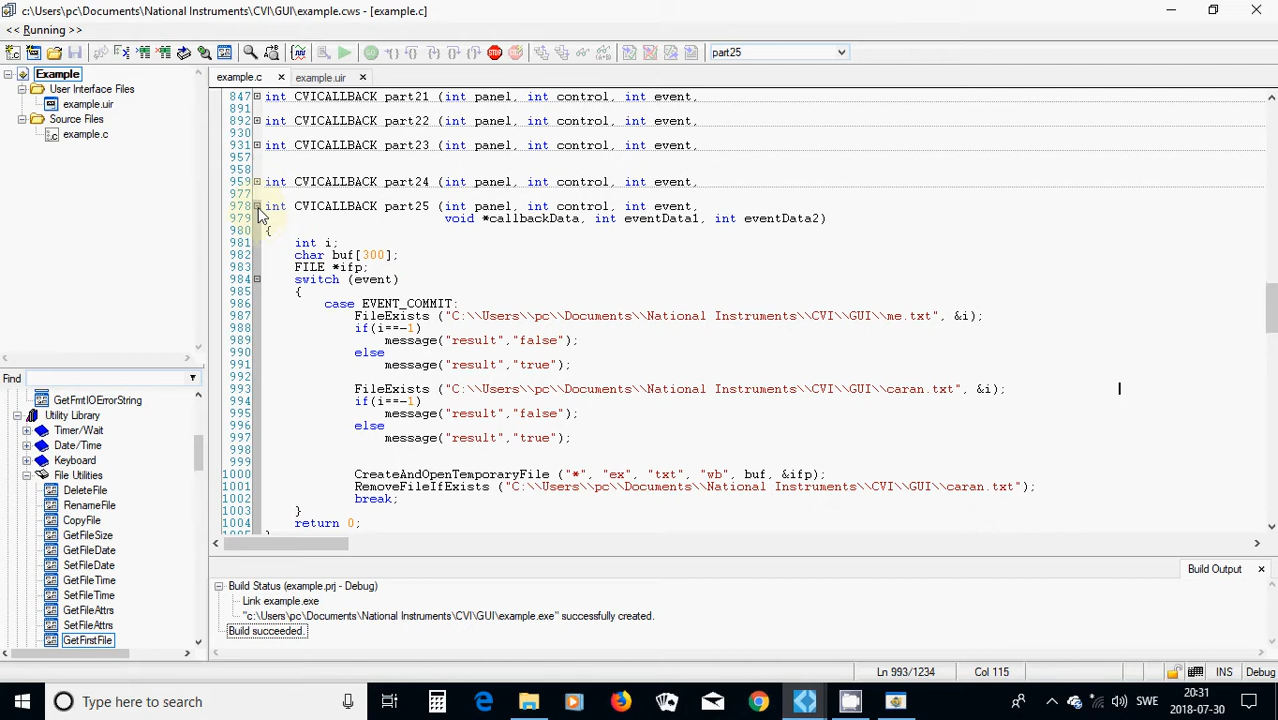 c:\Users\pc\Documents\National Instruments\CVI\GUI\example.cws - [example.c]
<< Running >>
part25
Example
User Interface Files
example.uir
Source Files
example.c
Find
GetFmtIOErrorString
Utility Library
Timer/Wait
Date/Time
Keyboard
File Utilities
DeleteFile
RenameFile
CopyFile
GetFileSize
GetFileDate
SetFileDate
GetFileTime
SetFileTime
GetFileAttrs
SetFileAttrs
GetFirstFile
example.c
example.uir
847 int CVICALLBACK part21 (int panel, int control, int event,
891
892 int CVICALLBACK part22 (int panel, int control, int event,
930
931 int CVICALLBACK part23 (int panel, int control, int event,
957
958
959 int CVICALLBACK part24 (int panel, int control, int event,
977
978 int CVICALLBACK part25 (int panel, int control, int event,
979 void *callbackData, int eventData1, int eventData2)
980 {
981 int i;
982 char buf[300];
983 FILE *ifp;
984 switch (event)
985 {
986 case EVENT_COMMIT:
987 FileExists ("C:\\Users\\pc\\Documents\\National Instruments\\CVI\\GUI\\me.txt", &i);
988 if(i==-1)
989 message("result","false");
990 else
991 message("result","true");
992
993 FileExists ("C:\\Users\\pc\\Documents\\National Instruments\\CVI\\GUI\\caran.txt", &i);
994 if(i==-1)
995 message("result","false");
996 else
997 message("result","true");
998
999
1000 CreateAndOpenTemporaryFile ("*", "ex", "txt", "wb", buf, &ifp);
1001 RemoveFileIfExists ("C:\\Users\\pc\\Documents\\National Instruments\\CVI\\GUI\\caran.txt");
1002 break;
1003 }
1004 return 0;
Build Output
Build Status (example.prj - Debug)
Link example.exe
"c:\Users\pc\Documents\National Instruments\CVI\GUI\example.exe" successfully created.
Build succeeded.
Ln 993/1234 Col 115 INS Debug
Type here to search
SWE
20:31
2018-07-30